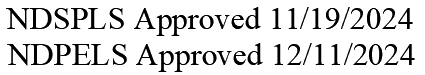 NDSPLS Approved 11/19/2024
NDPELS Approved 12/11/2024